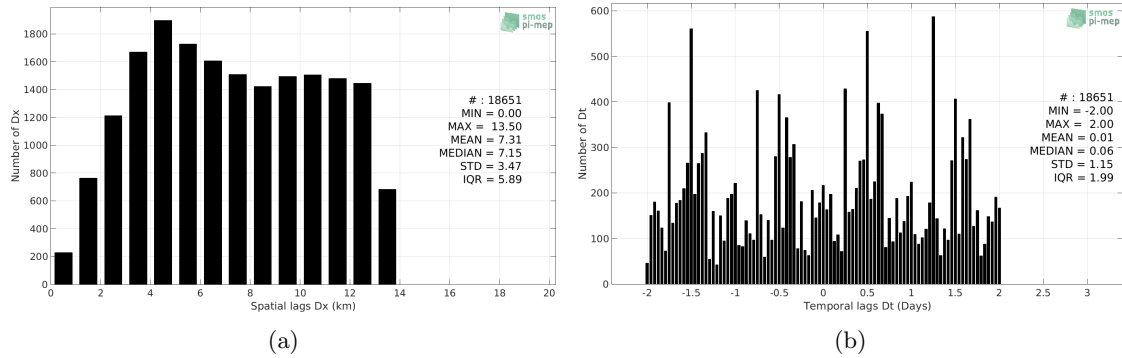 smos
pi-mep
1800
1600
1400
1200
1000
800
600
400
200
0
Number of Dx
# : 18651
MIN = 0.00
MAX = 13.50
MEAN = 7.31
MEDIAN = 7.15
STD = 3.47
IQR = 5.89
0 2 4 6 8 10 12 14 16 18 20
Spatial lags Dx (km)
(a)
smos
pi-mep
600
500
400
300
200
100
0
Number of Dt
# : 18651
MIN = -2.00
MAX = 2.00
MEAN = 0.01
MEDIAN = 0.06
STD = 1.15
IQR = 1.99
-2 -1.5 -1 -0.5 0 0.5 1 1.5 2 2.5 3
Temporal lags Dt (Days)
(b)